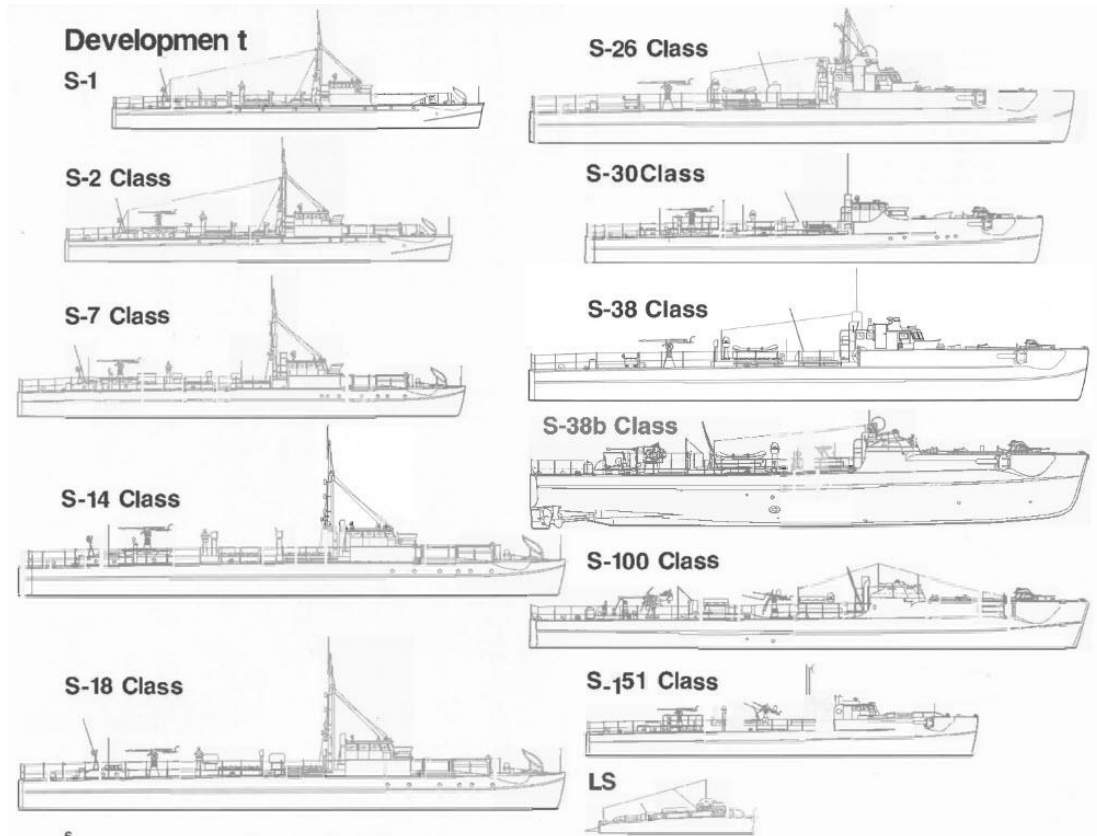 Developmen t
S-1
S-2 Class
S-7 Class
S-14 Class
S-18 Class
S-26 Class
S-30Class
S-38 Class
S-38b Class
S-100 Class
S-151 Class
LS